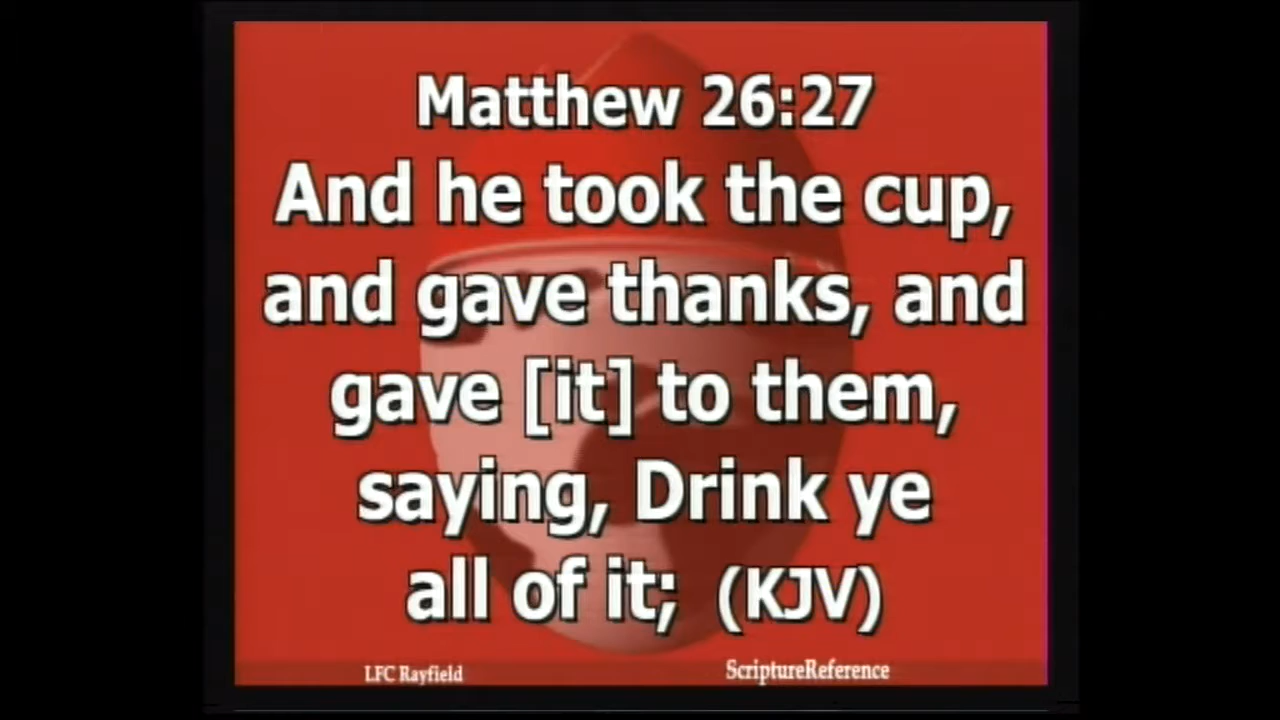 Matthew 26:27
And he took the cup,
and gave thanks, and
gave [it] to them,
saying, Drink ye
all of it; (KJV)
LFC Rayfield
ScriptureReference